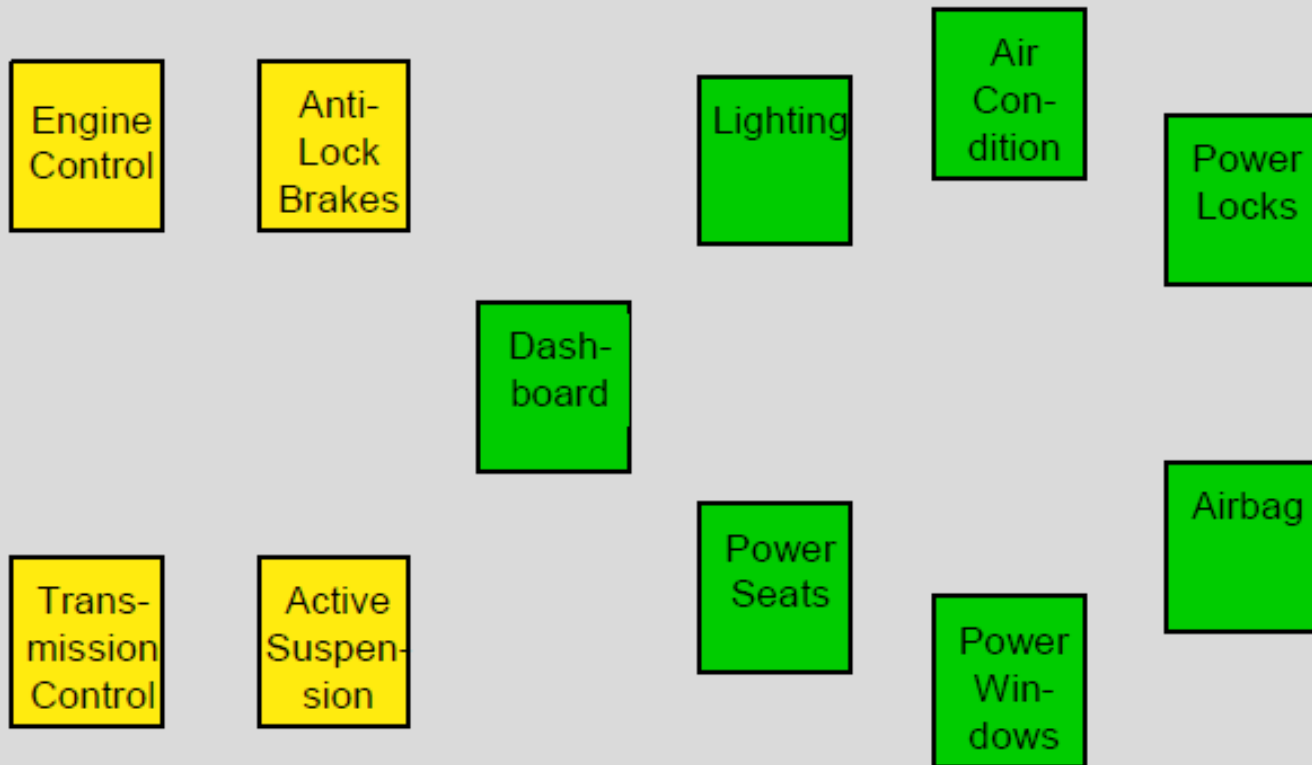 Engine
Control
Anti-
Lock
Brakes
Lighting
Air
Con-
dition
Power
Locks
Dash-
board
Airbag
Power
Seats
Trans-
mission
Control
Active
Suspen-
sion
Power
Win-
dows